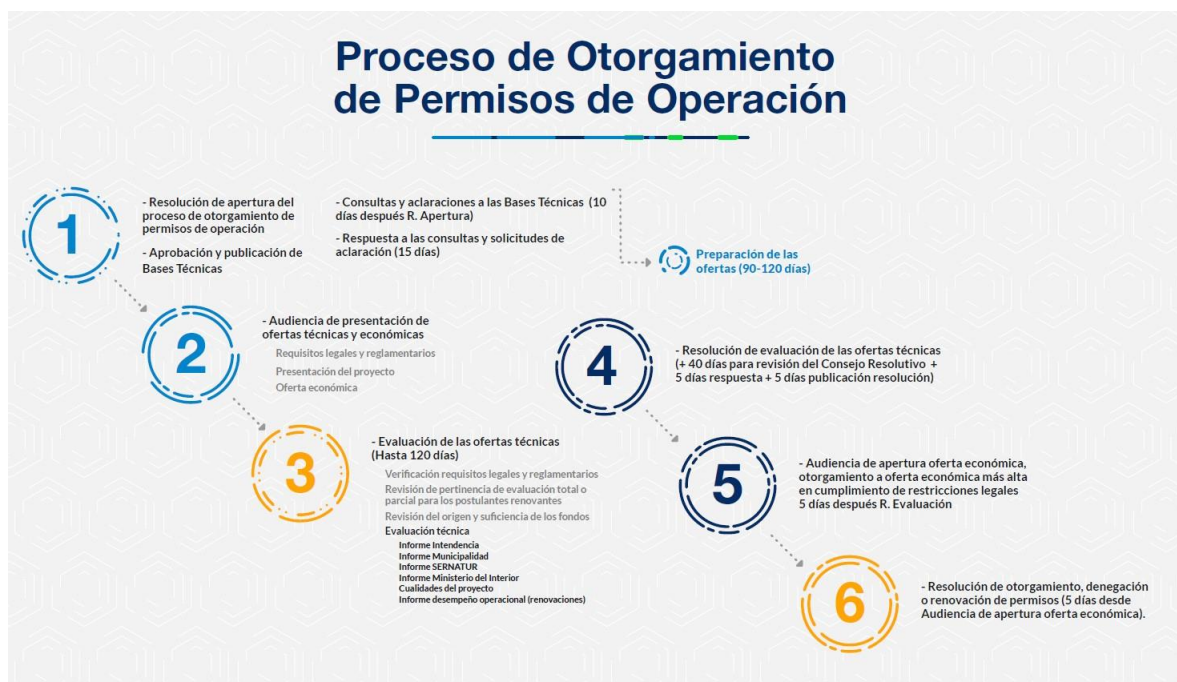 Proceso de Otorgamiento
de Permisos de Operación
1
- Resolución de apertura del
proceso de otorgamiento de
permisos de operación
- Aprobación y publicación de
Bases Técnicas
- Consultas y aclaraciones a las Bases Técnicas (10
días después R. Apertura)
- Respuesta a las consultas y solicitudes de
aclaración (15 días)
Preparación de las
ofertas (90-120 días)
2
- Audiencia de presentación de
ofertas técnicas y económicas
Requisitos legales y reglamentarios
Presentación del proyecto
Oferta económica
3
- Evaluación de las ofertas técnicas
(Hasta 120 días)
Verificación requisitos legales y reglamentarios
Revisión de pertinencia de evaluación total o
parcial para los postulantes renovantes
Revisión del origen y suficiencia de los fondos
Evaluación técnica
Informe Intendencia
Informe Municipalidad
Informe SERNATUR
Informe Ministerio del Interior
Cualidades del proyecto
Informe desempeño operacional (renovaciones)
4
- Resolución de evaluación de las ofertas técnicas
(+ 40 días para revisión del Consejo Resolutivo +
5 días respuesta + 5 días publicación resolución)
5
- Audiencia de apertura oferta económica,
otorgamiento a oferta económica más alta
en cumplimiento de restricciones legales
5 días después R. Evaluación
6
- Resolución de otorgamiento, denegación
o renovación de permisos (5 días desde
Audiencia de apertura oferta económica).